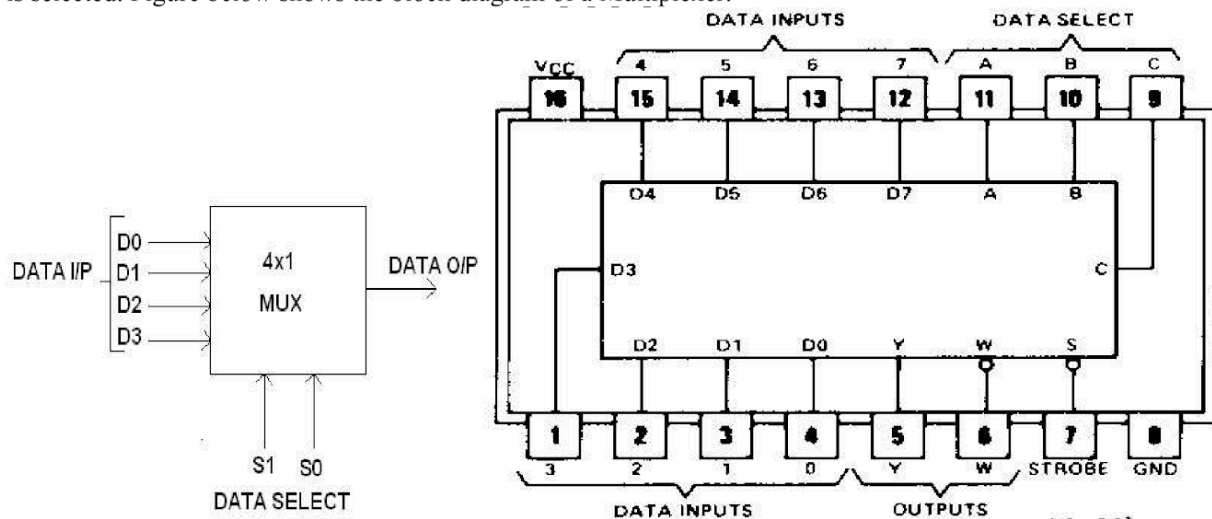 is selected. Figure below shows the block diagram of a Multiplexer.
DATA I/P
D0
D1
D2
D3
4x1
MUX
DATA O/P
S1 S0
DATA SELECT
DATA INPUTS DATA SELECT
VCC 4 5 6 7 A B C
16 15 14 13 12 11 10 9
D4 D5 D6 D7 A B
D3 C
D2 D1 D0 Y W S
1 2 3 4 5 6 7 8
3 2 1 0 Y W STROBE GND
DATA INPUTS OUTPUTS